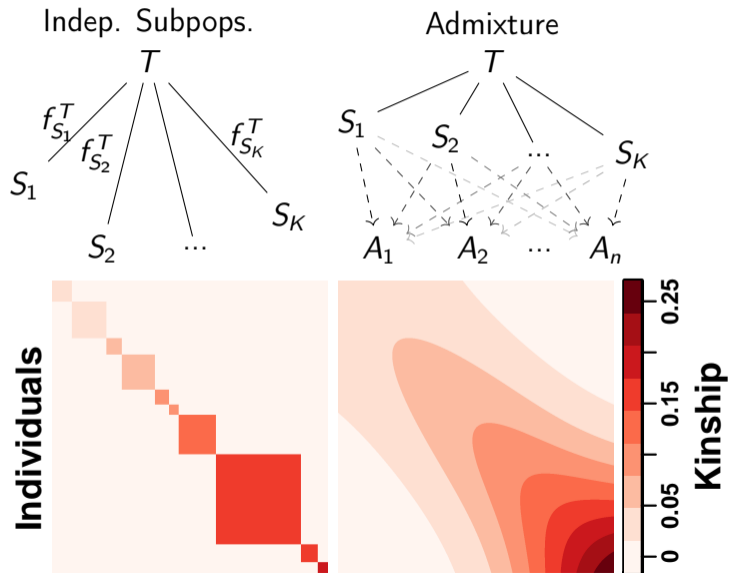 Indep. Subpops.
T
f^T_{S_1}
f^T_{S_2}
f^T_{S_K}
S_1
S_2
...
S_K
Admixture
T
S_1
S_2
...
S_K
A_1
A_2
...
A_n
Individuals
0.25
0.15
0.05
0
Kinship